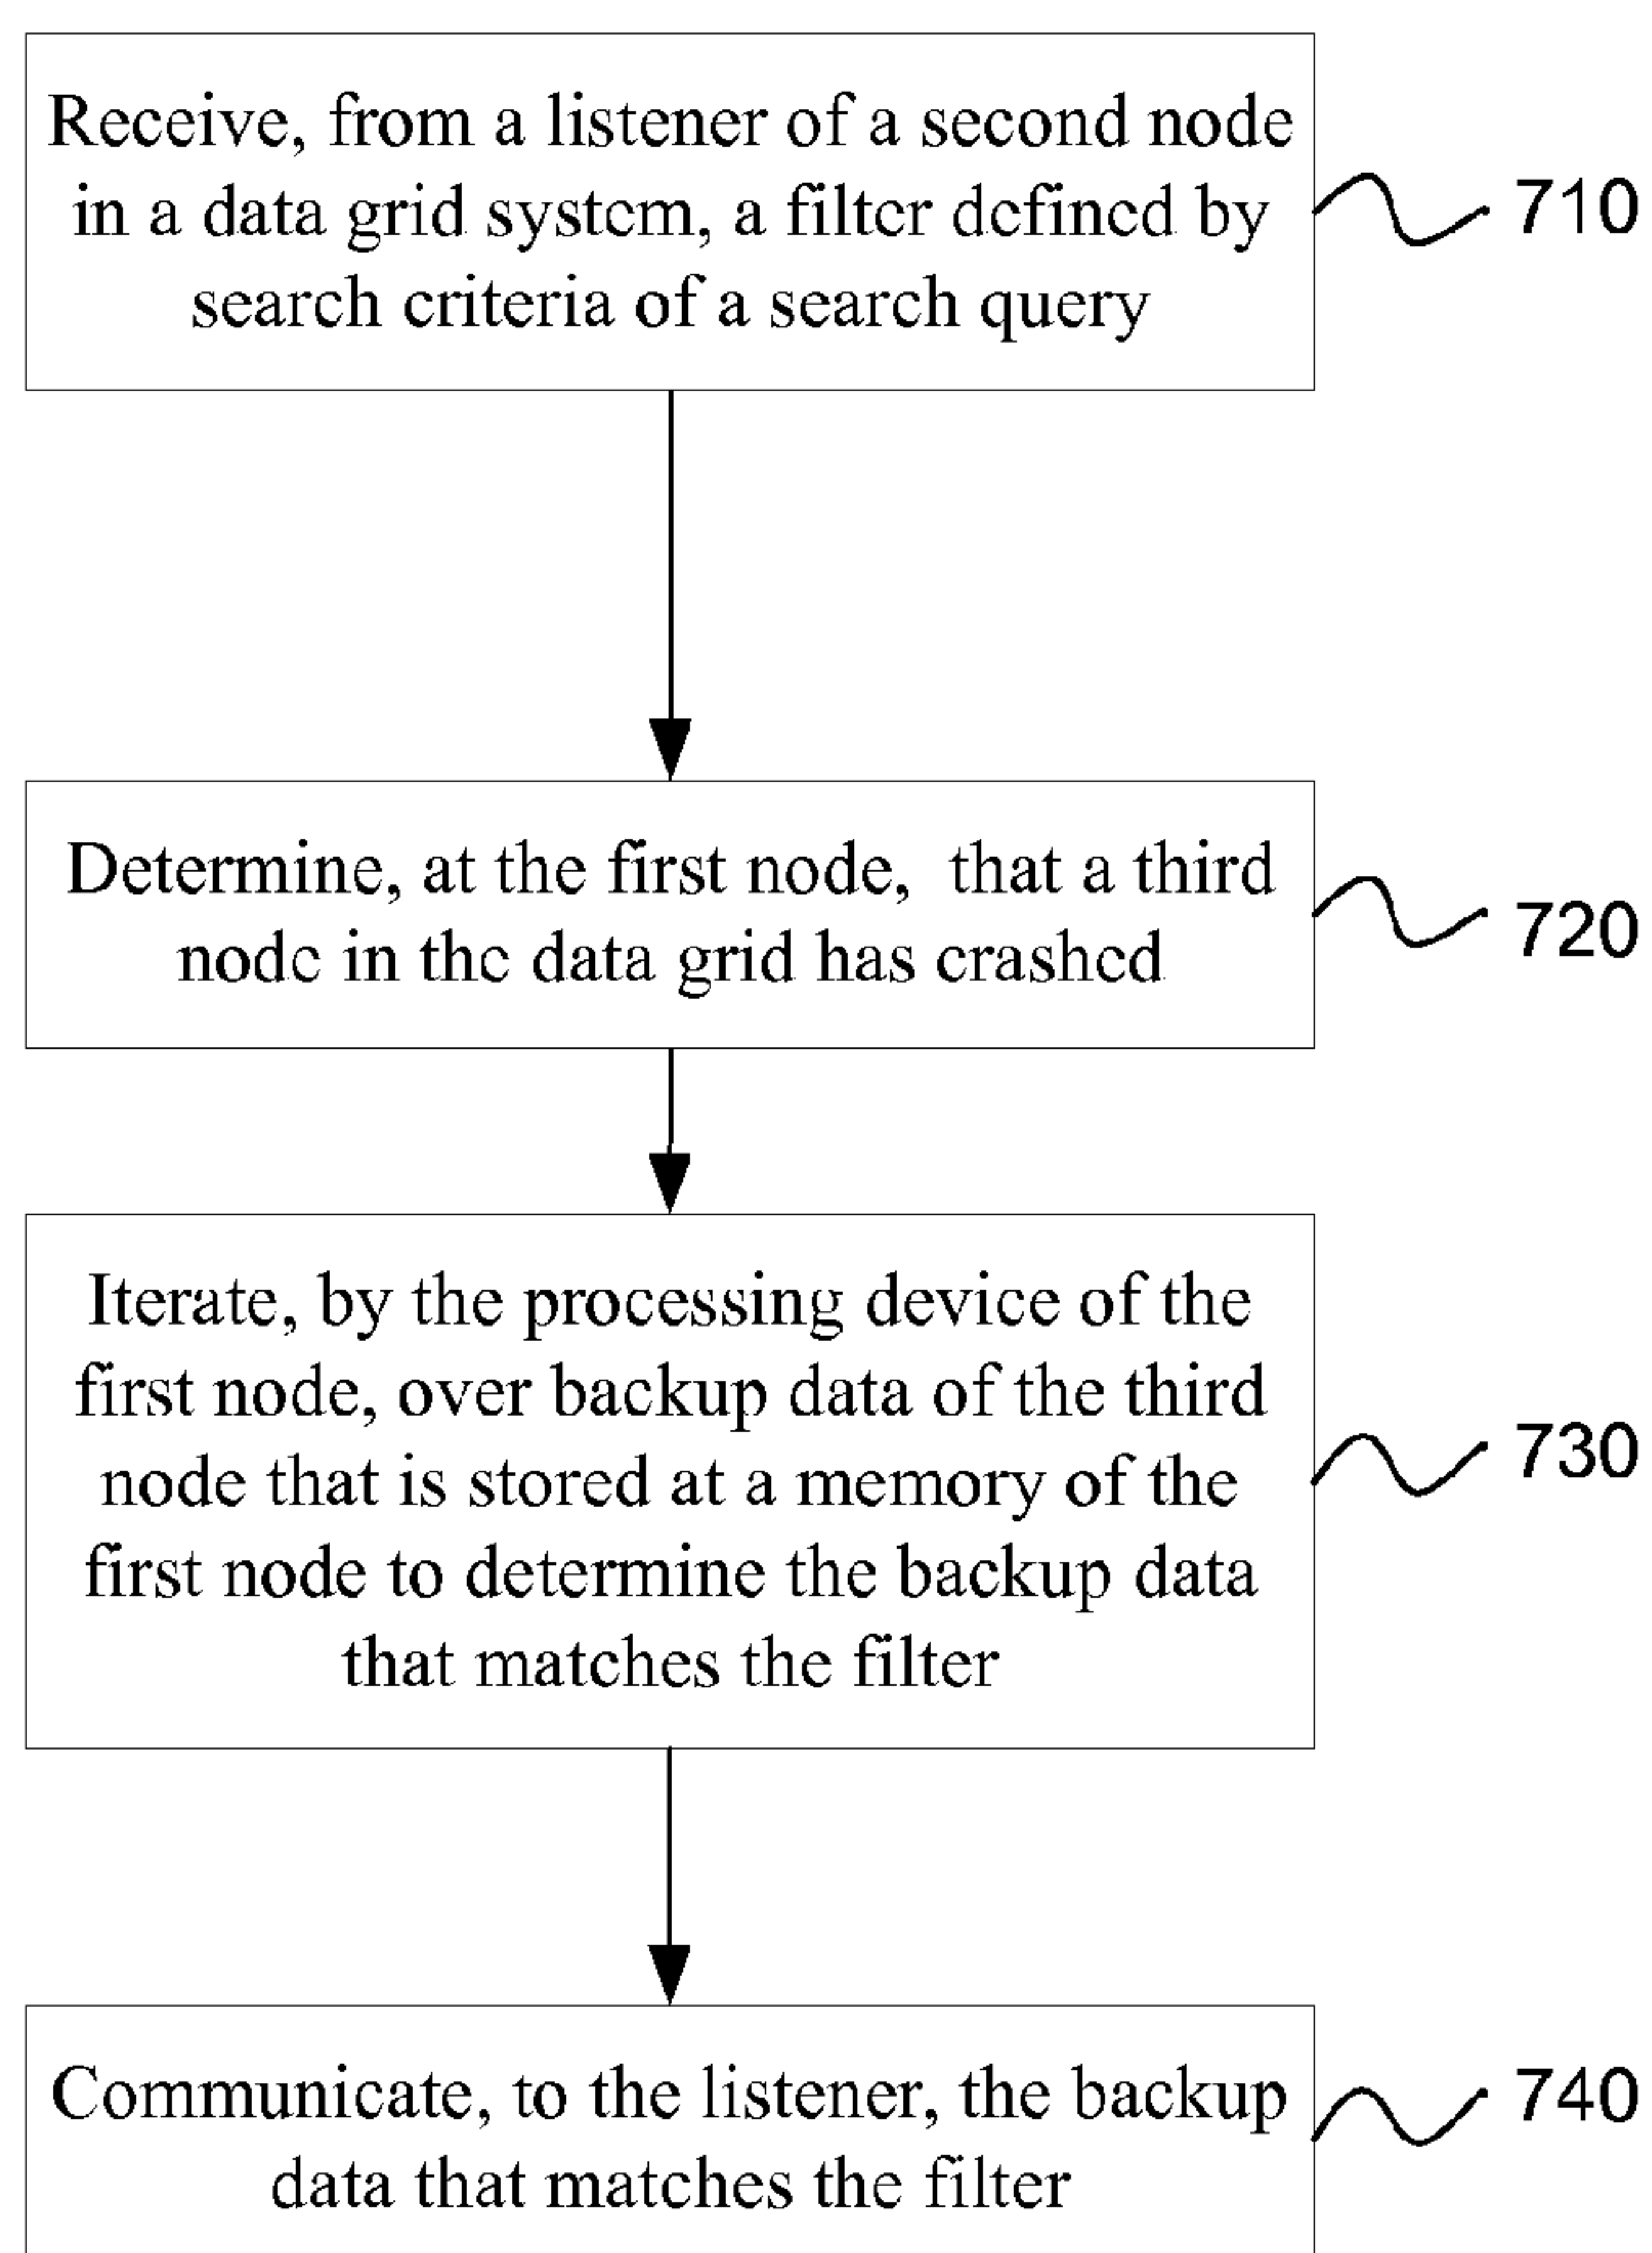 Receive, from a listener of a second node
in a data grid system, a filter defined by
search criteria of a search query
710
Determine, at the first node, that a third
node in the data grid has crashed
720
Iterate, by the processing device of the
first node, over backup data of the third
node that is stored at a memory of the
first node to determine the backup data
that matches the filter
730
Communicate, to the listener, the backup
data that matches the filter
740